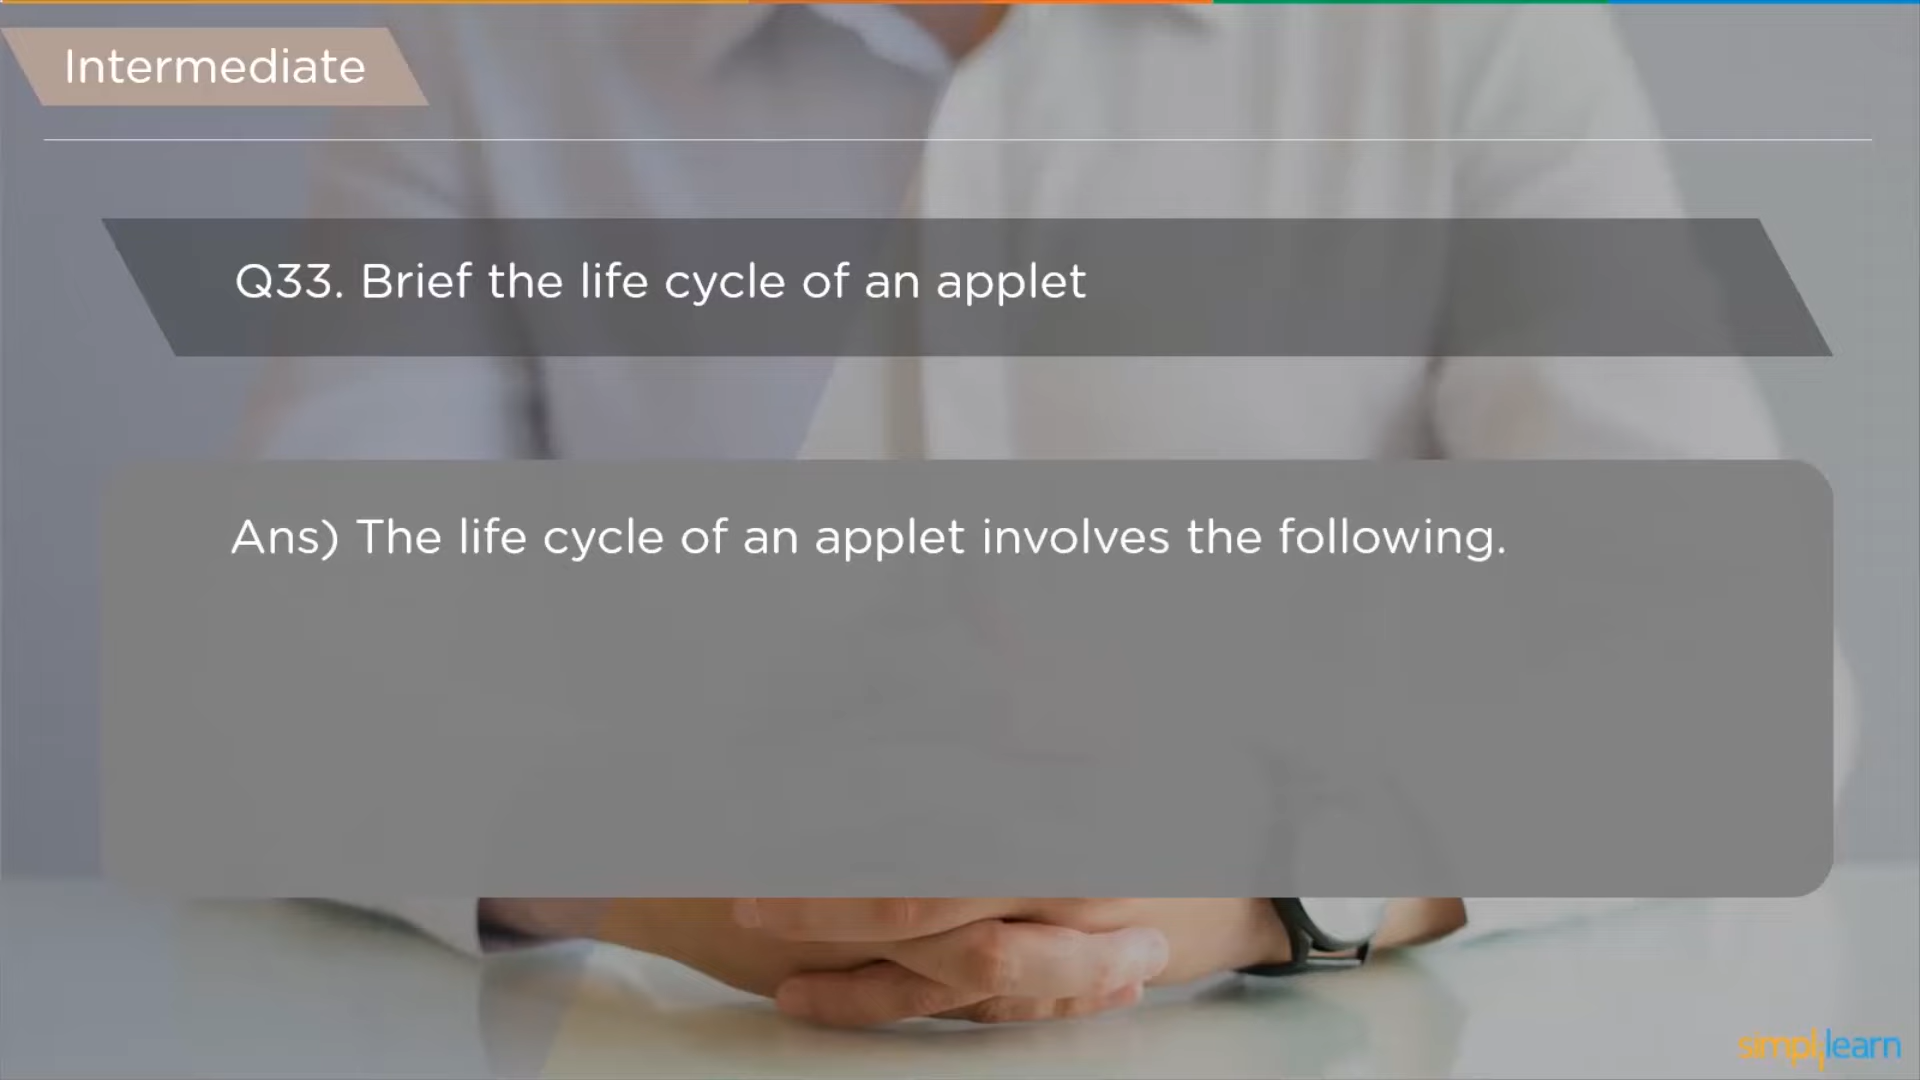 Intermediate
Q33. Brief the life cycle of an applet
Ans) The life cycle of an applet involves the following.
simplilearn